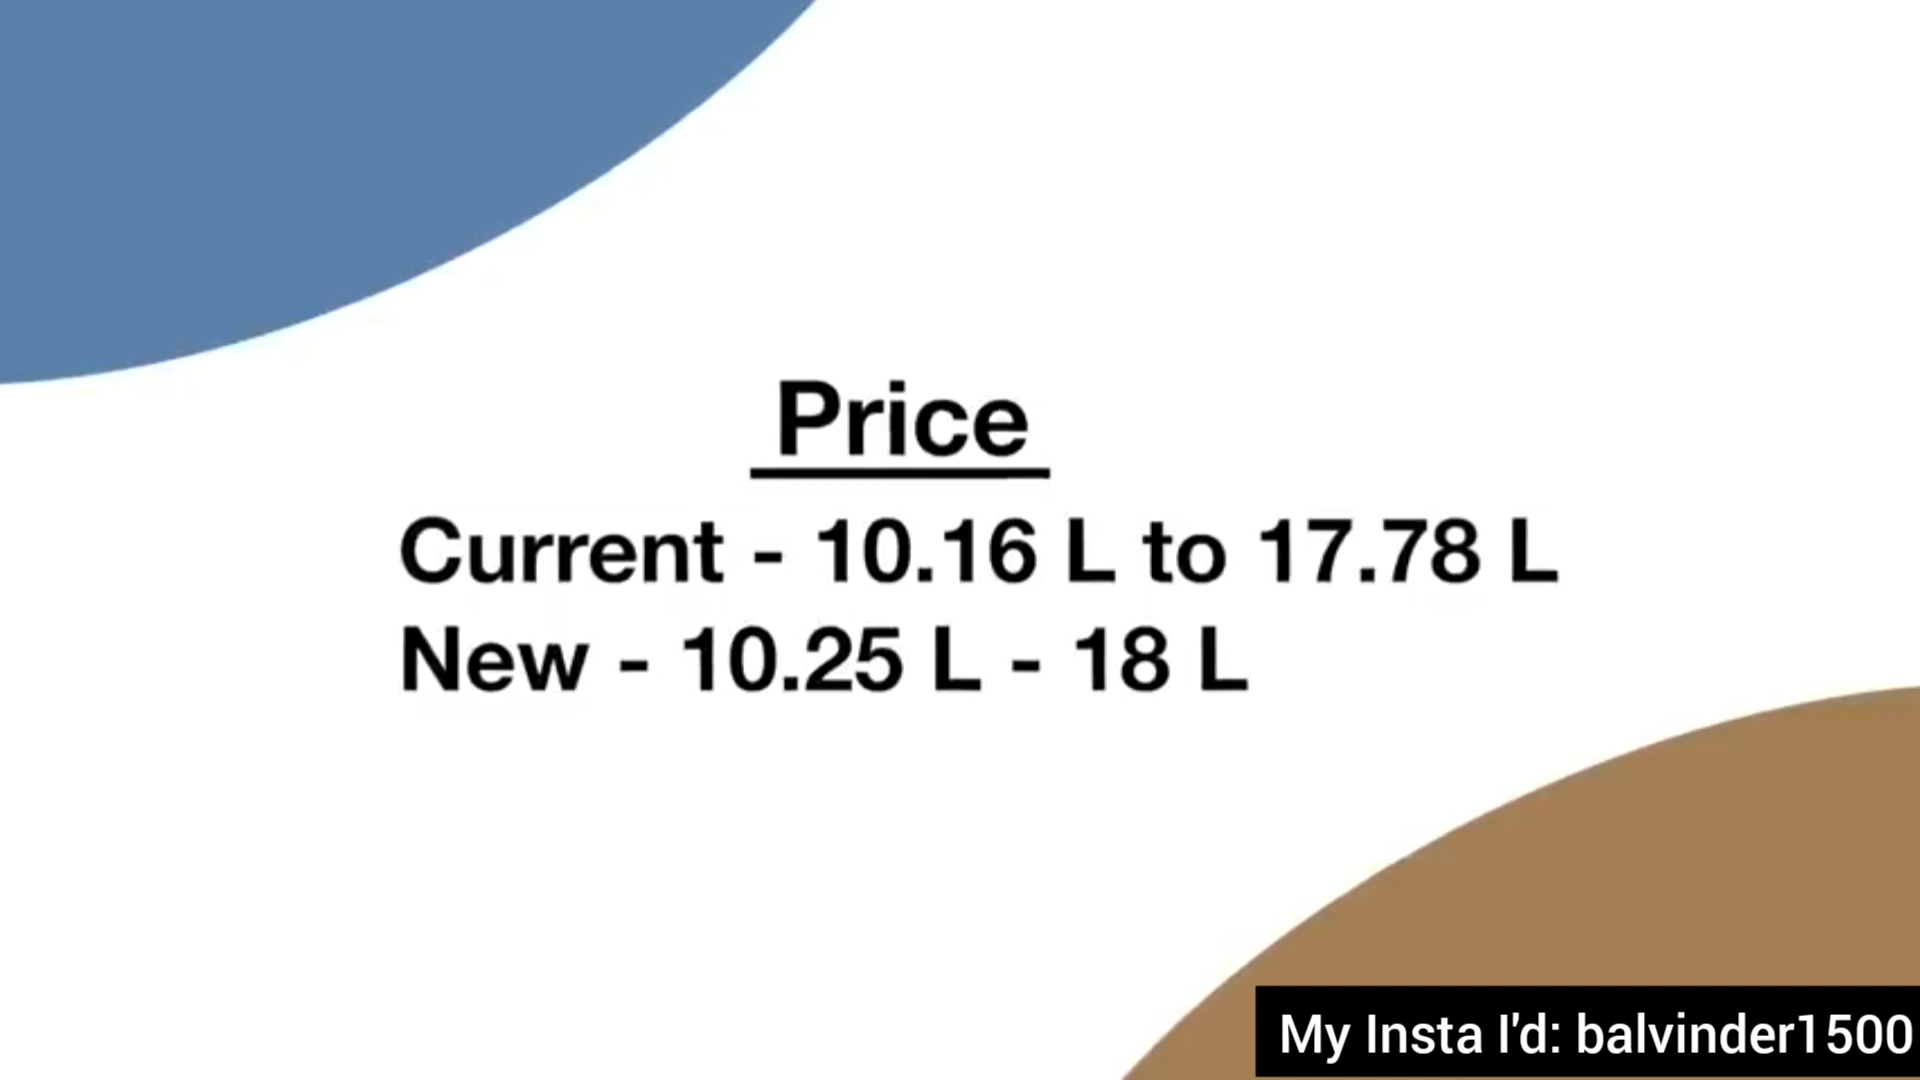 Price
Current - 10.16 L to 17.78 L
New - 10.25 L - 18 L
My Insta I'd: balvinder1500